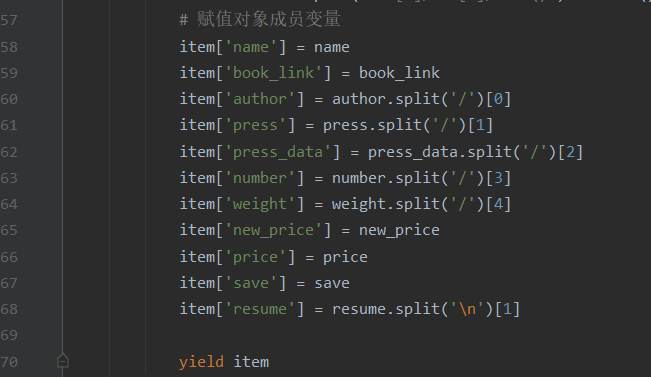 57 # 赋值对象成员变量
58 item['name'] = name
59 item['book_link'] = book_link
60 item['author'] = author.split('/')[0]
61 item['press'] = press.split('/')[1]
62 item['press_data'] = press_data.split('/')[2]
63 item['number'] = number.split('/')[3]
64 item['weight'] = weight.split('/')[4]
65 item['new_price'] = new_price
66 item['price'] = price
67 item['save'] = save
68 item['resume'] = resume.split('\n')[1]
69
70 yield item